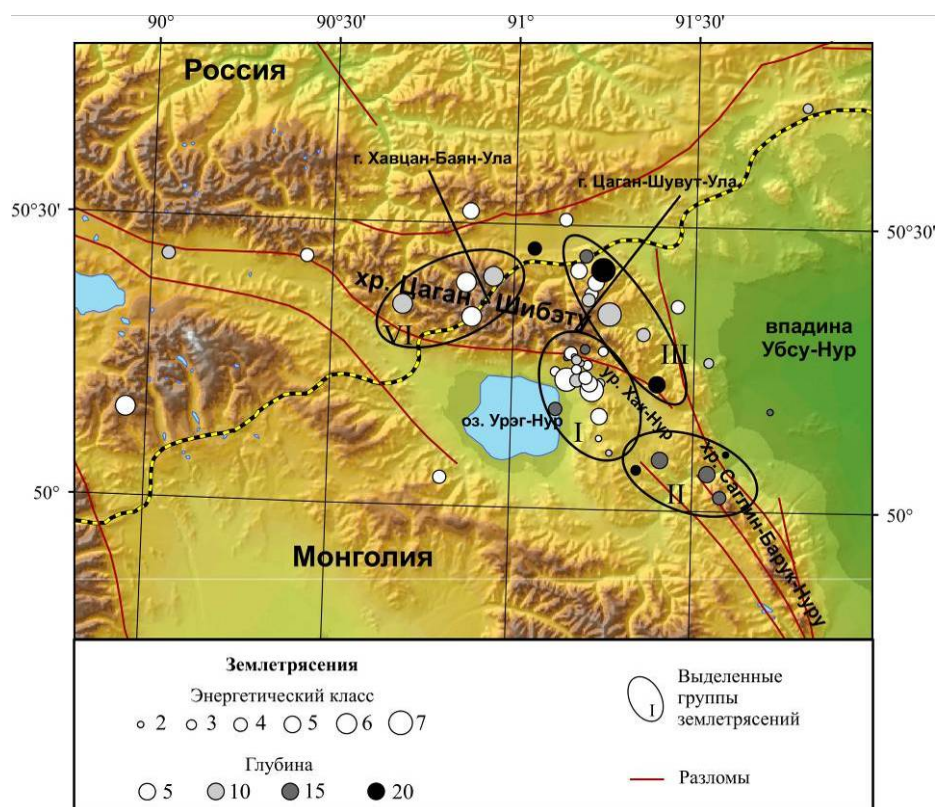 90° 90°30' 91° 91°30'
Россия
г. Хавцан-Баян-Ула
г. Цаган-Шувут-Ула
50°30'
50°30'
хр. Цаган - Шибэту
впадина
Убсу-Нур
VI
III
ур. Хак-Нур
оз. Урэг-Нур
I
хр. Саглин-Барук-Нуру
II
50°
50°
Монголия
Землетрясения
Энергетический класс
2 3 4 5 6 7
Глубина
5 10 15 20
I
Выделенные
группы
землетрясений
Разломы